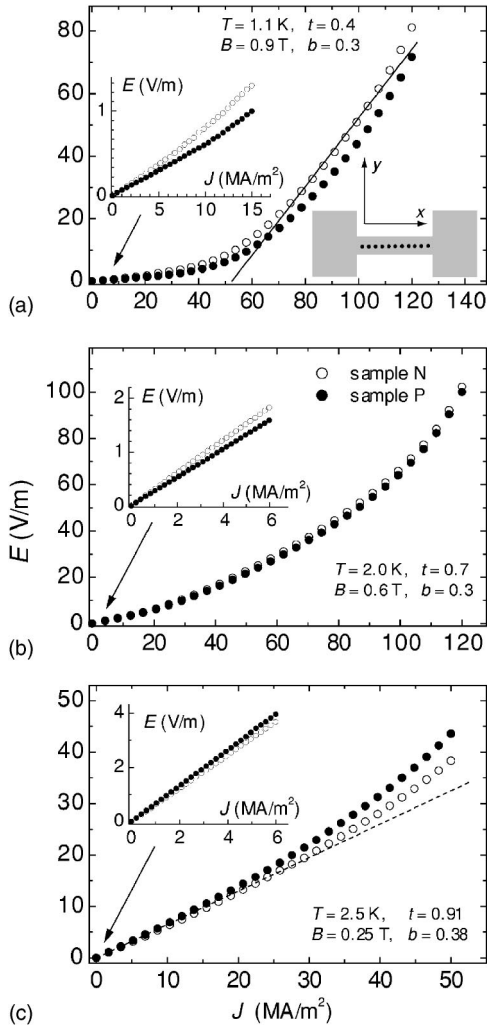 80
60
40
20
0
T = 1.1 K, t = 0.4
B = 0.9 T, b = 0.3
E (V/m)
1
0
J (MA/m²)
0 5 10 15
y
x
0 20 40 60 80 100 120 140
(a)
100
80
60
40
20
0
E (V/m)
2
1
0
J (MA/m²)
0 2 4 6
sample N
sample P
T = 2.0 K, t = 0.7
B = 0.6 T, b = 0.3
0 20 40 60 80 100 120
(b)
E (V/m)
50
40
30
20
10
0
E (V/m)
4
2
0
J (MA/m²)
0 2 4 6
T = 2.5 K, t = 0.91
B = 0.25 T, b = 0.38
0 10 20 30 40 50
(c)
J (MA/m²)